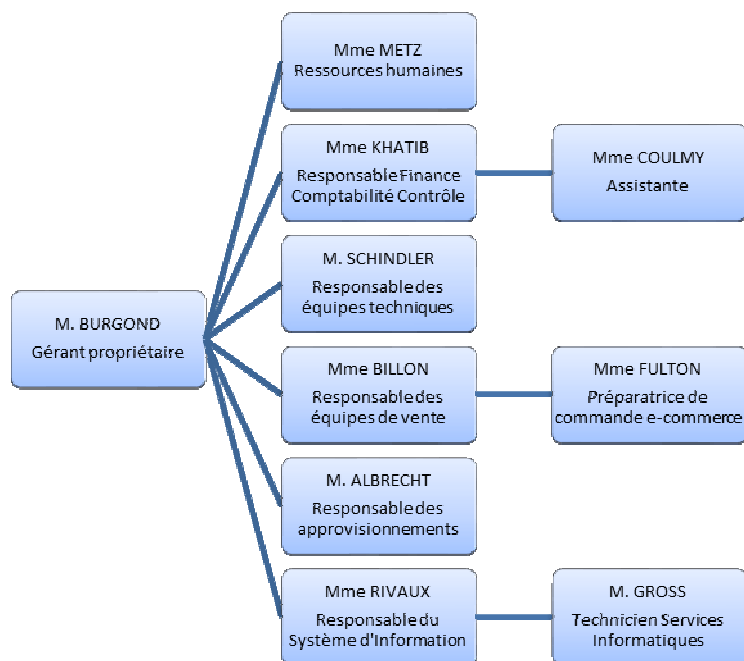 Mme METZ
Ressources humaines
Mme KHATIB
Responsable Finance
Comptabilité Contrôle
Mme COULMY
Assistante
M. SCHINDLER
Responsable des
équipes techniques
M. BURGOND
Gérant propriétaire
Mme BILLON
Responsable des
équipes de vente
Mme FULTON
Préparatrice de
commande e-commerce
M. ALBRECHT
Responsable des
approvisionnements
Mme RIVAUX
Responsable du
Système d'Information
M. GROSS
Technicien Services
Informatiques